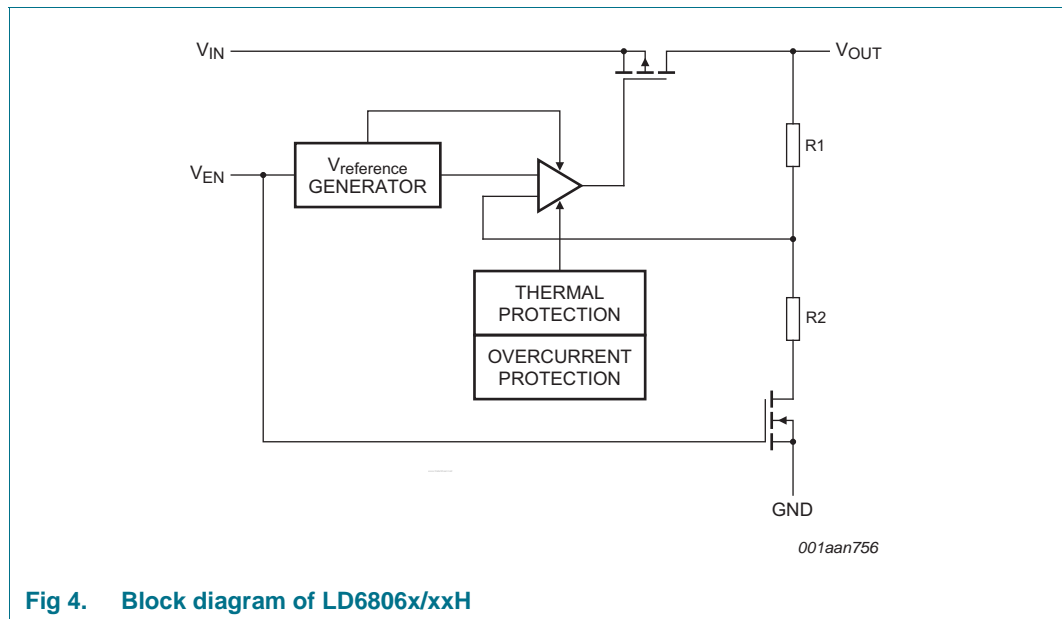 VIN
VOUT
R1
VEN
Vreference
GENERATOR
THERMAL
PROTECTION
R2
OVERCURRENT
PROTECTION
GND
001aan756
Fig 4. Block diagram of LD6806x/xxH